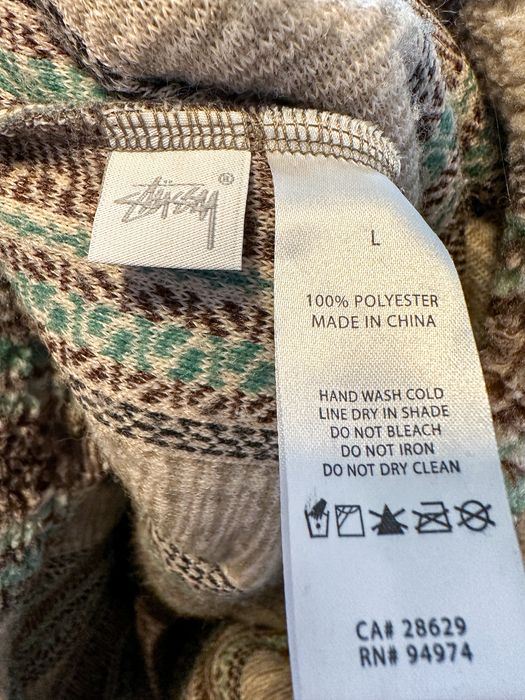 STÜSSY®
L
100% POLYESTER
MADE IN CHINA
HAND WASH COLD
LINE DRY IN SHADE
DO NOT BLEACH
DO NOT IRON
DO NOT DRY CLEAN
CA# 28629
RN# 94974